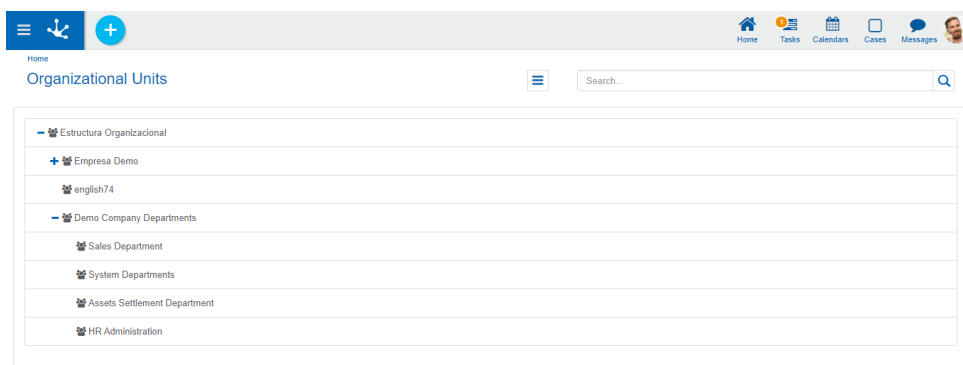 1
Home Tasks Calendars Cases Messages
Home
Organizational Units
Search...
Estructura Organizacional
Empresa Demo
english74
Demo Company Departments
Sales Department
System Departments
Assets Settlement Department
HR Administration